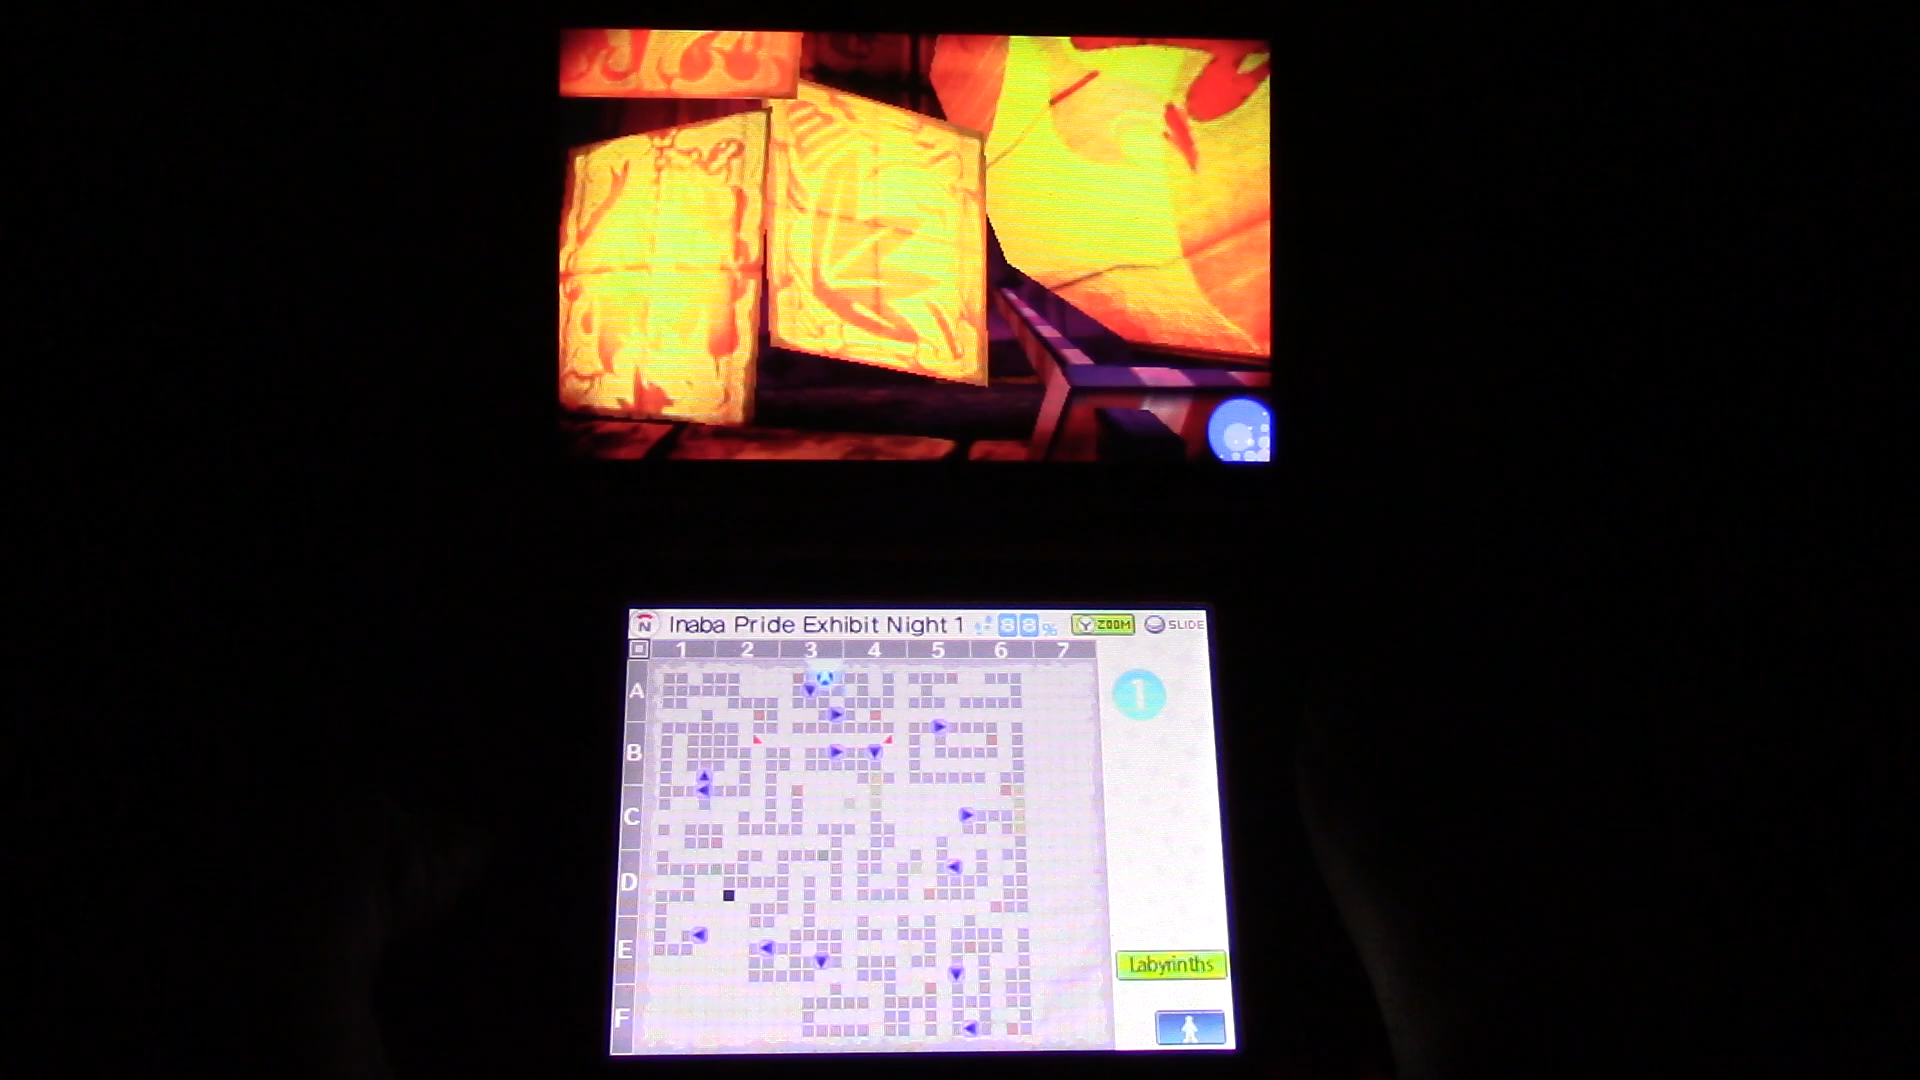 N Inaba Pride Exhibit Night 1 88% Y ZOOM SLIDE
1 2 3 4 5 6 7
A
1
B
C
D
E
Labyrinths
F